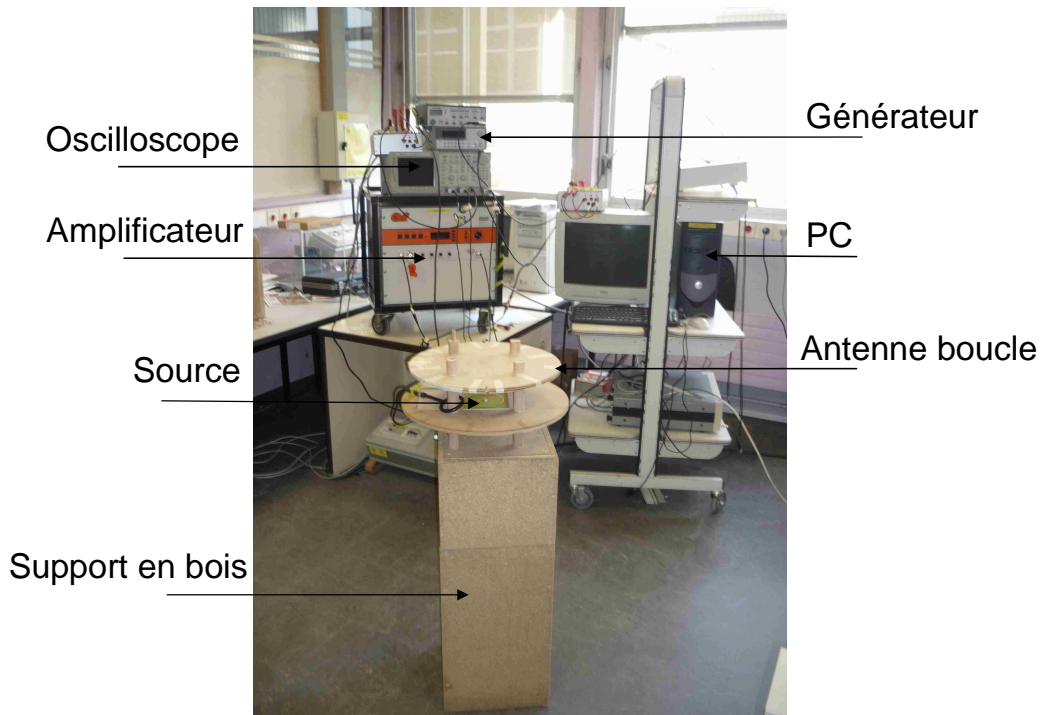 Oscilloscope
Générateur
Amplificateur
PC
Source
Antenne boucle
Support en bois